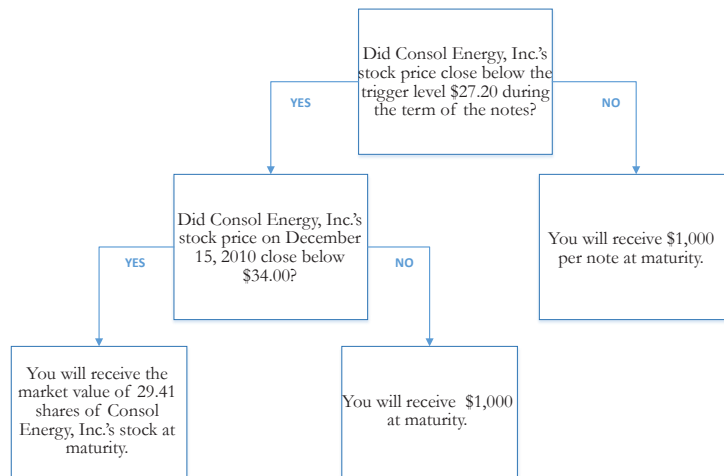 Did Consol Energy, Inc.'s
stock price close below the
trigger level $27.20 during
the term of the notes?
YES
NO
Did Consol Energy, Inc.'s
stock price on December
15, 2010 close below
$34.00?
You will receive $1,000
per note at maturity.
YES
NO
You will receive the
market value of 29.41
shares of Consol
Energy, Inc.'s stock at
maturity.
You will receive $1,000
at maturity.